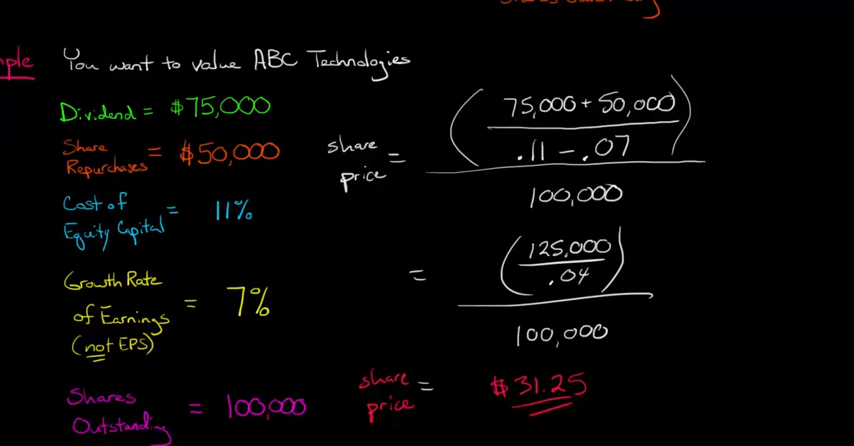 You want to value ABC Technologies
Dividend = $75,000
Share
Repurchases = $50,000
Cost of
Equity Capital = 11%
Growth Rate
of Earnings = 7%
(not EPS)
Shares
Outstanding = 100,000
share
price = (75,000 + 50,000
.11 - .07)
100,000
= (125,000
.04)
100,000
share
price = $31.25